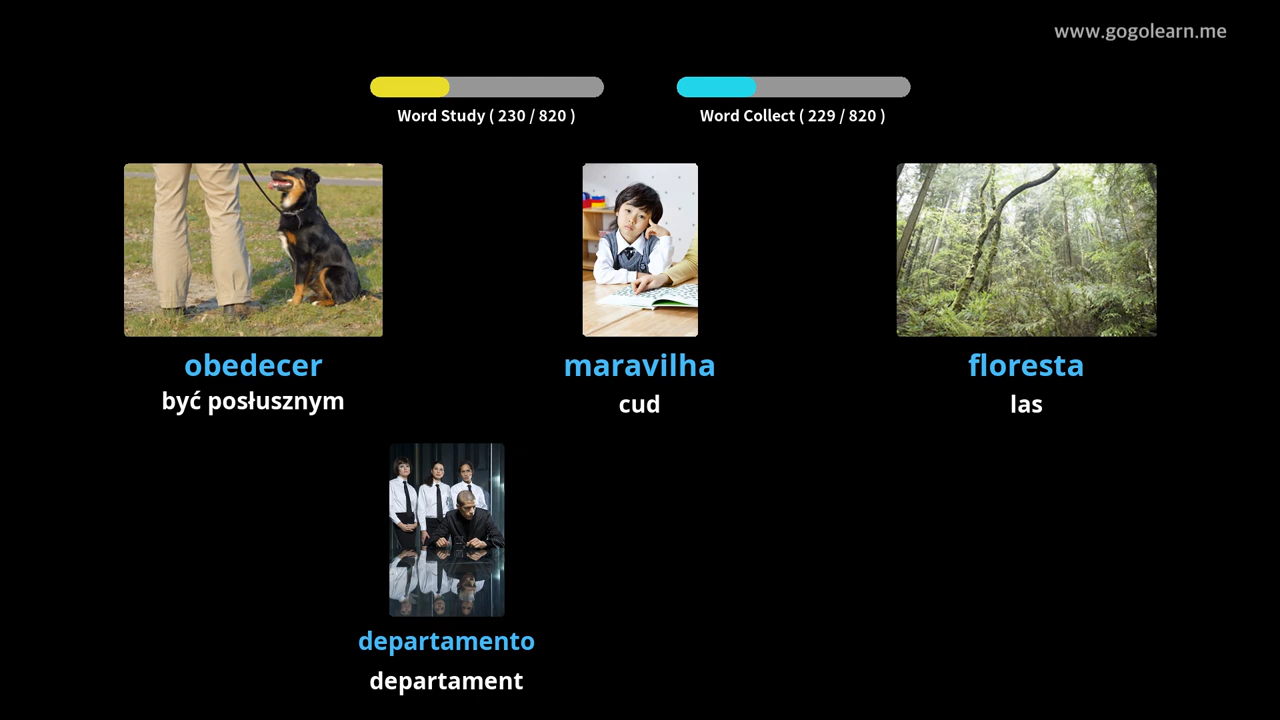 www.gogolearn.me
Word Study ( 230 / 820 )
Word Collect ( 229 / 820 )
obedecer
być posłusznym
maravilha
cud
floresta
las
departamento
departament